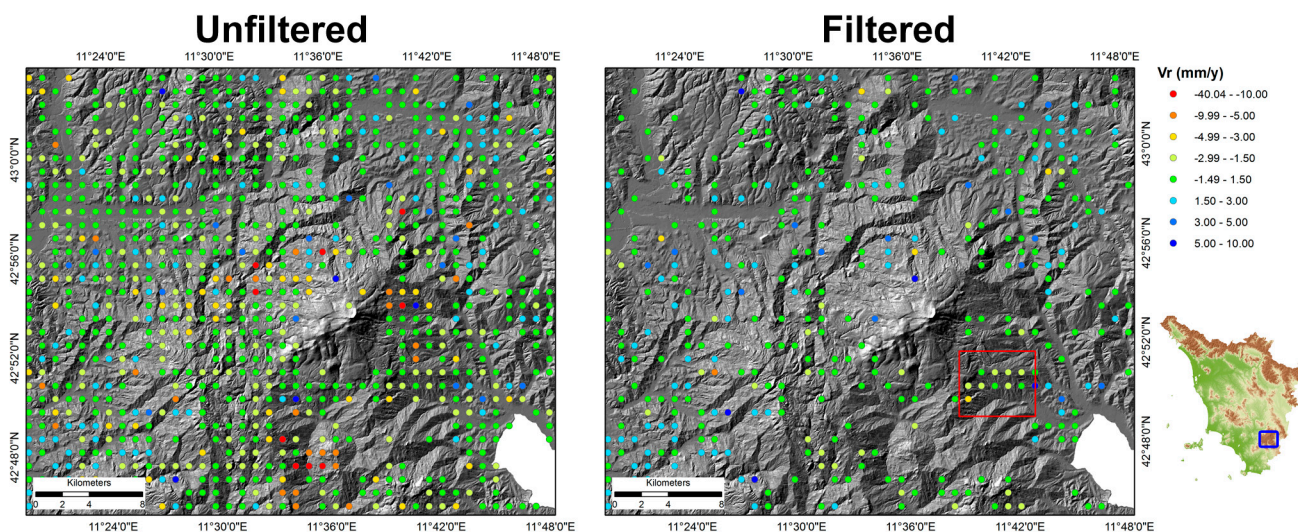 Unfiltered
Filtered
11°24'0"E 11°30'0"E 11°36'0"E 11°42'0"E 11°48'0"E
11°24'0"E 11°30'0"E 11°36'0"E 11°42'0"E 11°48'0"E
43°0'0"N
42°56'0"N
42°52'0"N
42°48'0"N
43°0'0"N
42°56'0"N
42°52'0"N
42°48'0"N
Vr (mm/y)
-40.04 - -10.00
-9.99 - -5.00
-4.99 - -3.00
-2.99 - -1.50
-1.49 - 1.50
1.50 - 3.00
3.00 - 5.00
5.00 - 10.00
Kilometers
0 2 4 8
Kilometers
0 2 4 8
11°24'0"E 11°30'0"E 11°36'0"E 11°42'0"E 11°48'0"E
11°24'0"E 11°30'0"E 11°36'0"E 11°42'0"E 11°48'0"E